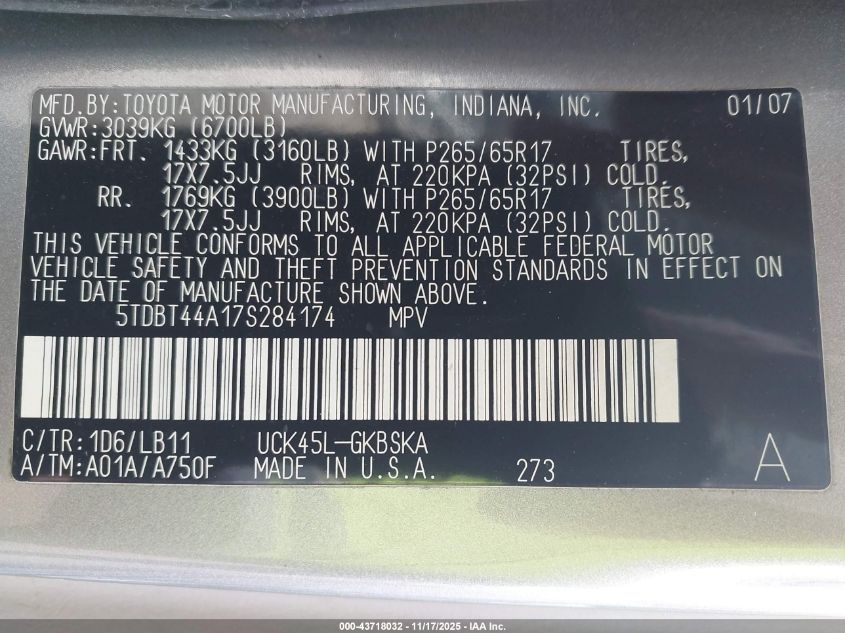 MFD.BY:TOYOTA MOTOR MANUFACTURING, INDIANA, INC. 01/07
GVWR:3039KG (6700LB)
GAWR:FRT. 1433KG (3160LB) WITH P265/65R17 TIRES,
17X7.5JJ RIMS, AT 220KPA (32PSI) COLD.
RR. 1769KG (3900LB) WITH P265/65R17 TIRES,
17X7.5JJ RIMS, AT 220KPA (32PSI) COLD.
THIS VEHICLE CONFORMS TO ALL APPLICABLE FEDERAL MOTOR
VEHICLE SAFETY AND THEFT PREVENTION STANDARDS IN EFFECT ON
THE DATE OF MANUFACTURE SHOWN ABOVE.
5TDBT44A17S284174 MPV
C/TR:1D6/LB11 UCK45L-GKBSKA
A/TM:A01A/A750F MADE IN U.S.A. 273 A
000-43718032 - 11/17/2025 - IAA Inc.